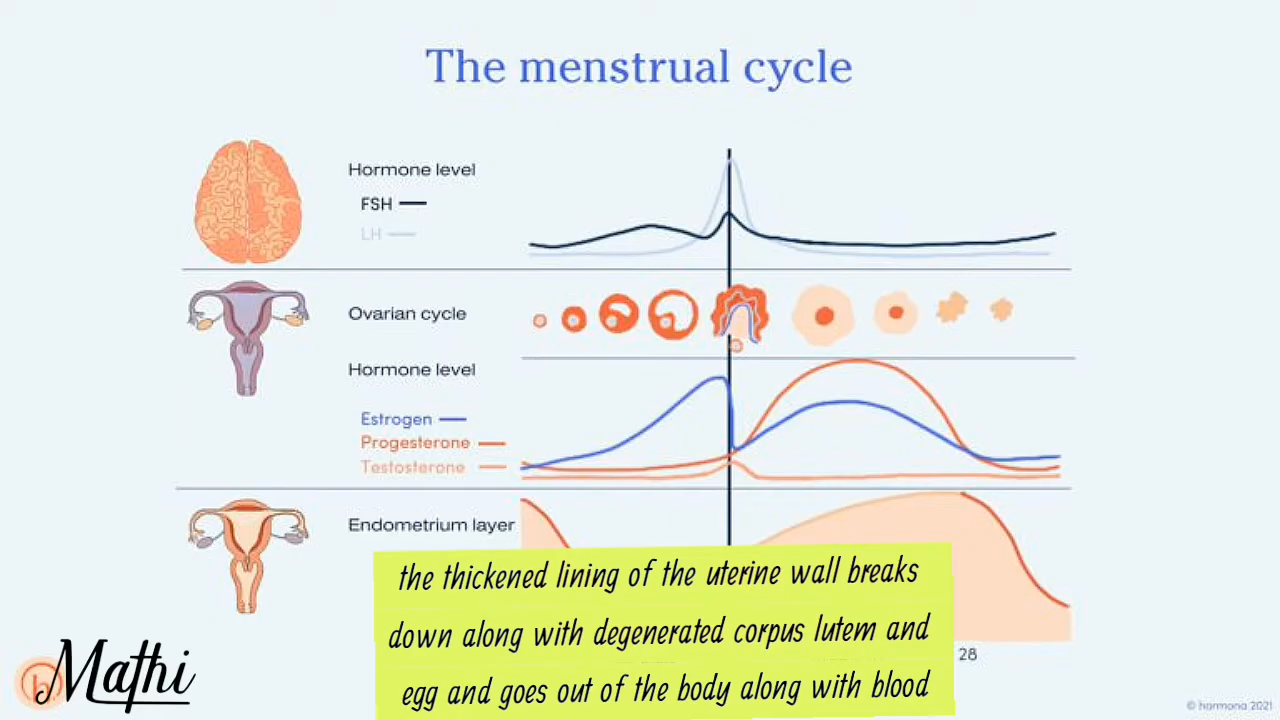 The menstrual cycle
Hormone level
FSH
LH
Ovarian cycle
Hormone level
Estrogen
Progesterone
Testosterone
Endometrium layer
the thickened lining of the uterine wall breaks
down along with degenerated corpus lutem and
egg and goes out of the body along with blood
28
h
Mathi
© hormona 2021